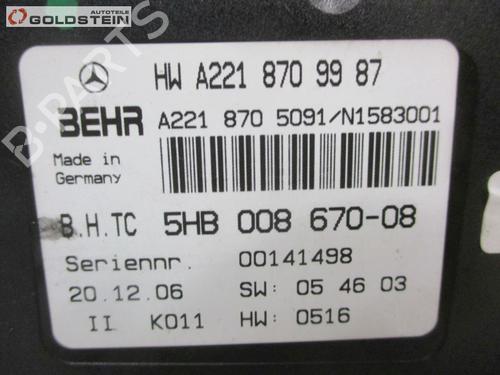 Autoteile
GOLDSTEIN
HW A221 870 99 87
BEHR A221 870 5091/N1583001
Made in
Germany
B.H.TC 5HB 008 670-08
Seriennr. 00141498
20.12.06 SW: 05 46 03
II K011 HW: 0516
B-PARTS